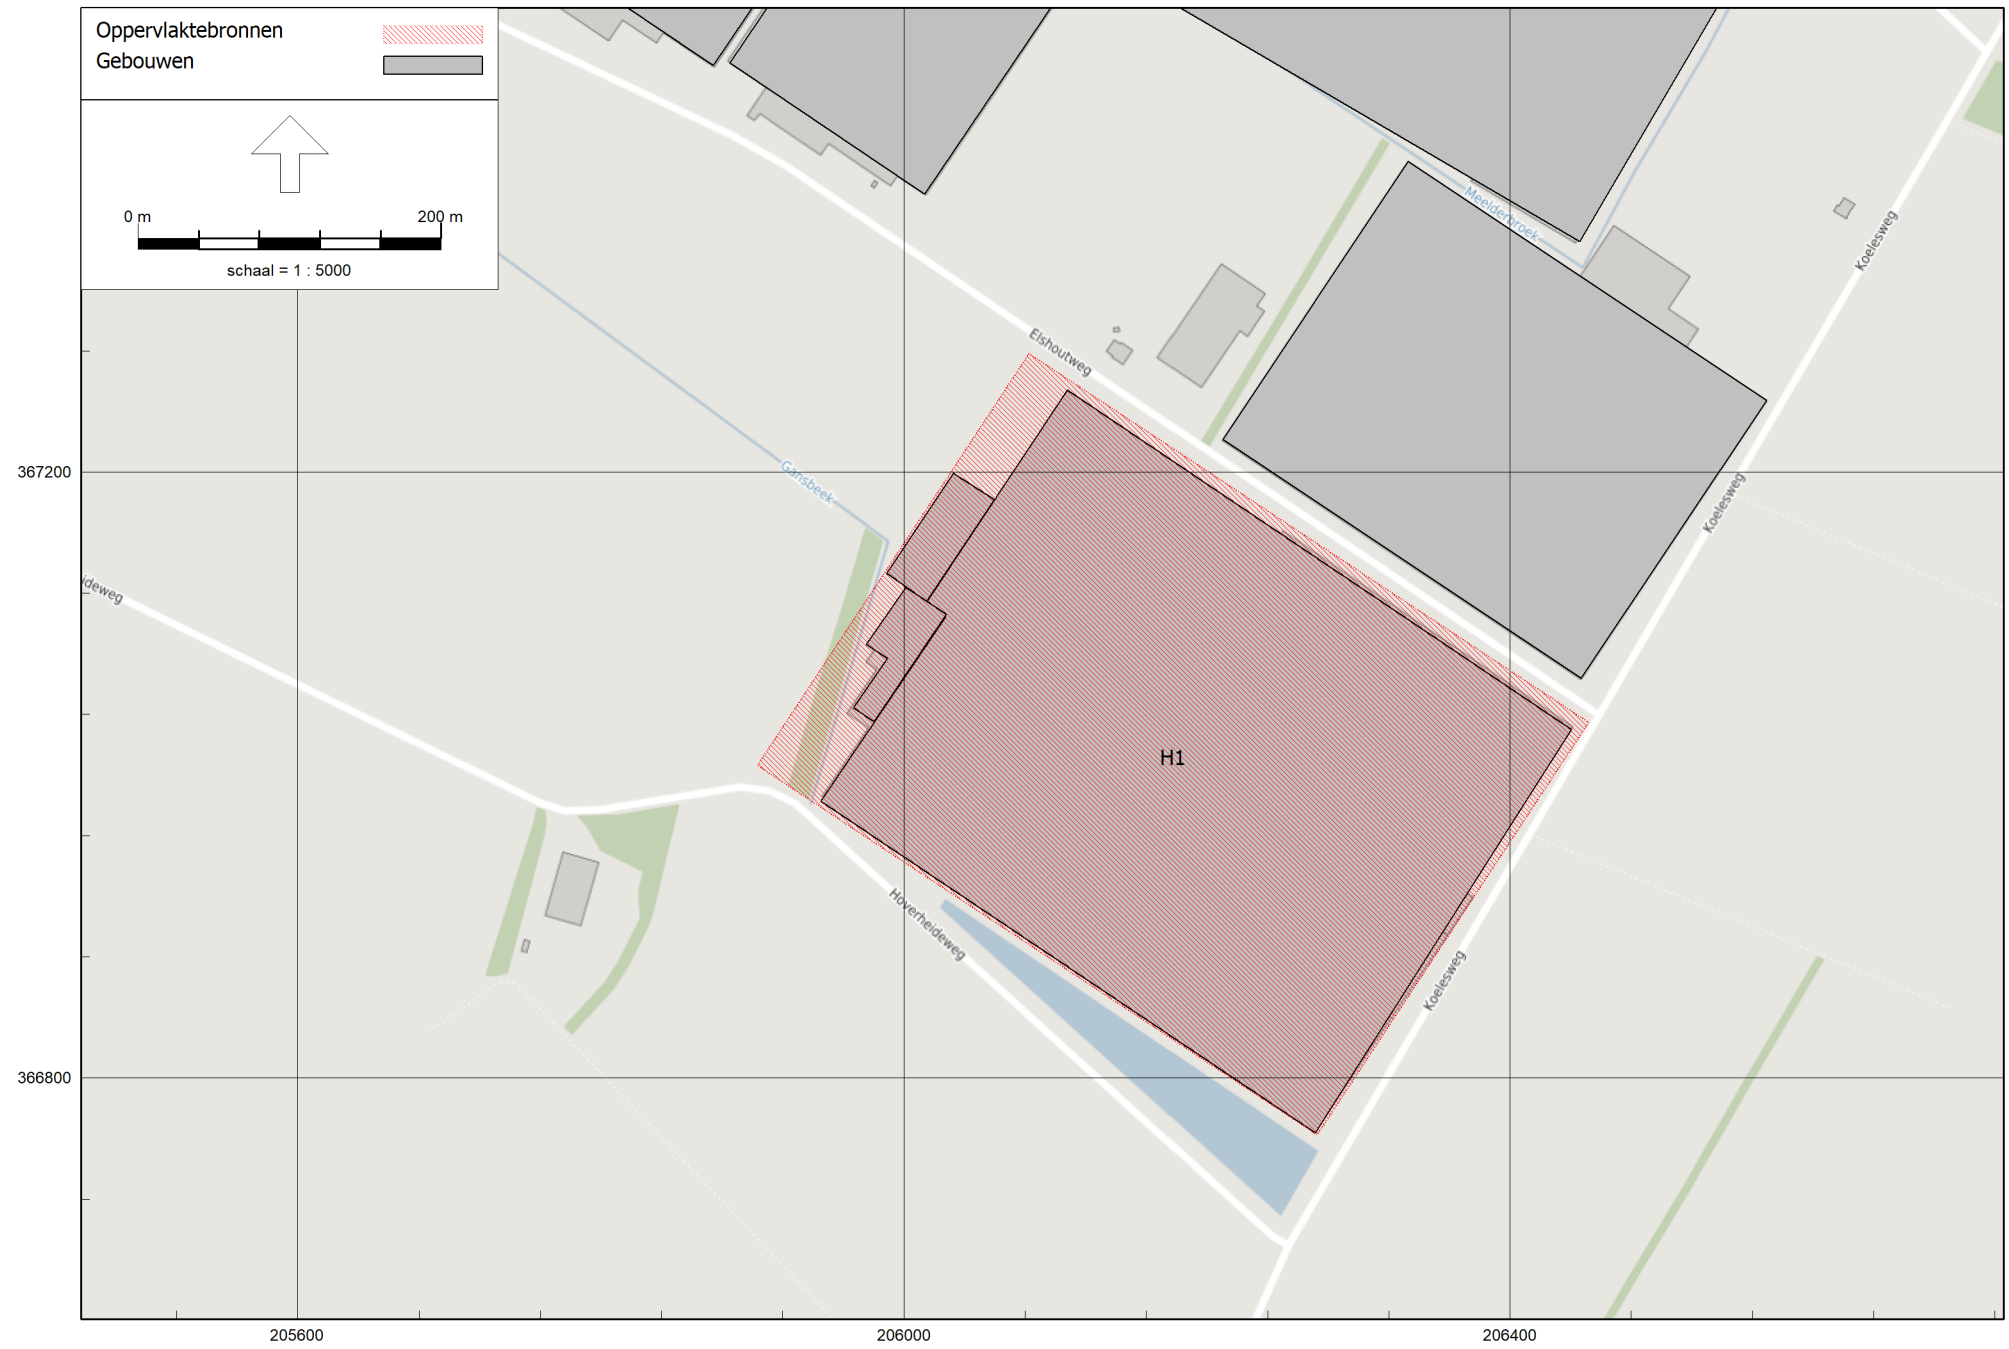 Oppervlaktebronnen
Gebouwen
0 m 200 m
schaal = 1 : 5000
Meelderbroek
Koelesweg
Elshoutweg
Gansbeek
367200
Koelesweg
ideweg
H1
Hoverheideweg
Koelesweg
366800
205600 206000 206400